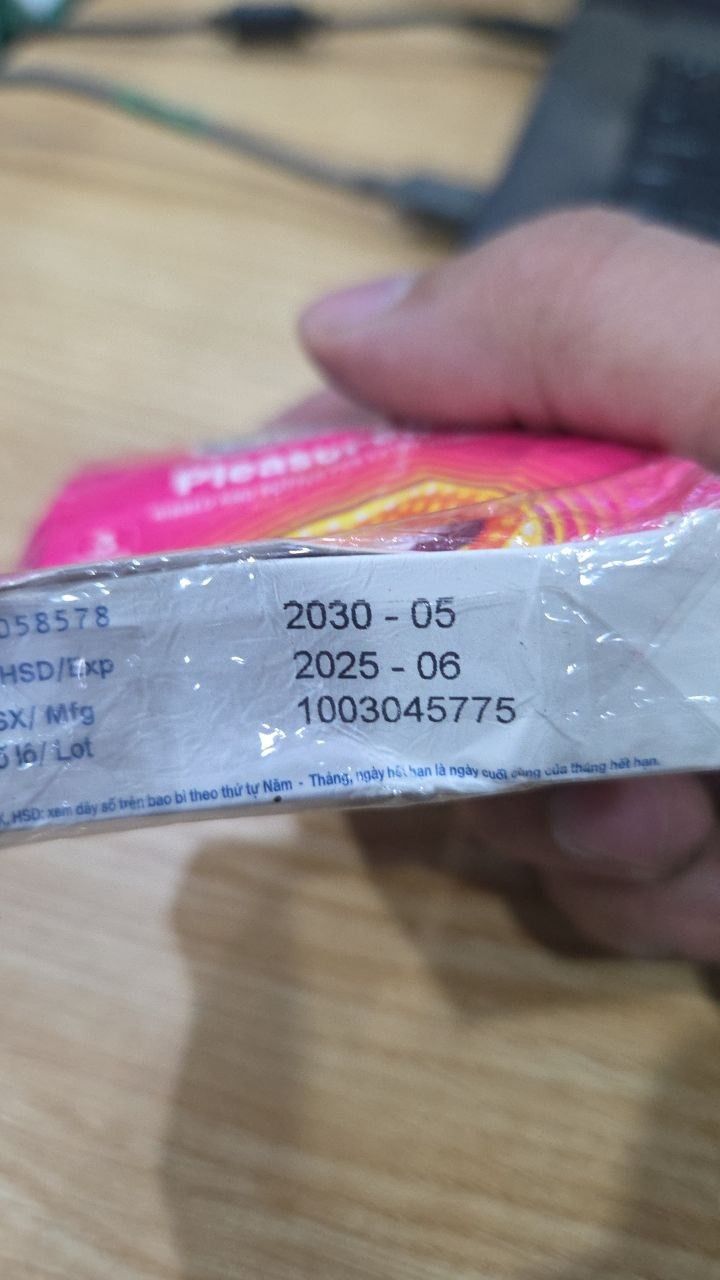 058578
2030 - 05
HSD/Exp
2025 - 06
SX/ Mfg
1003045775
ố lô/ Lot
HSD: xem dãy số trên bao bì theo thứ tự Năm - Tháng, ngày hết hạn là ngày cuối cùng của tháng hết hạn.